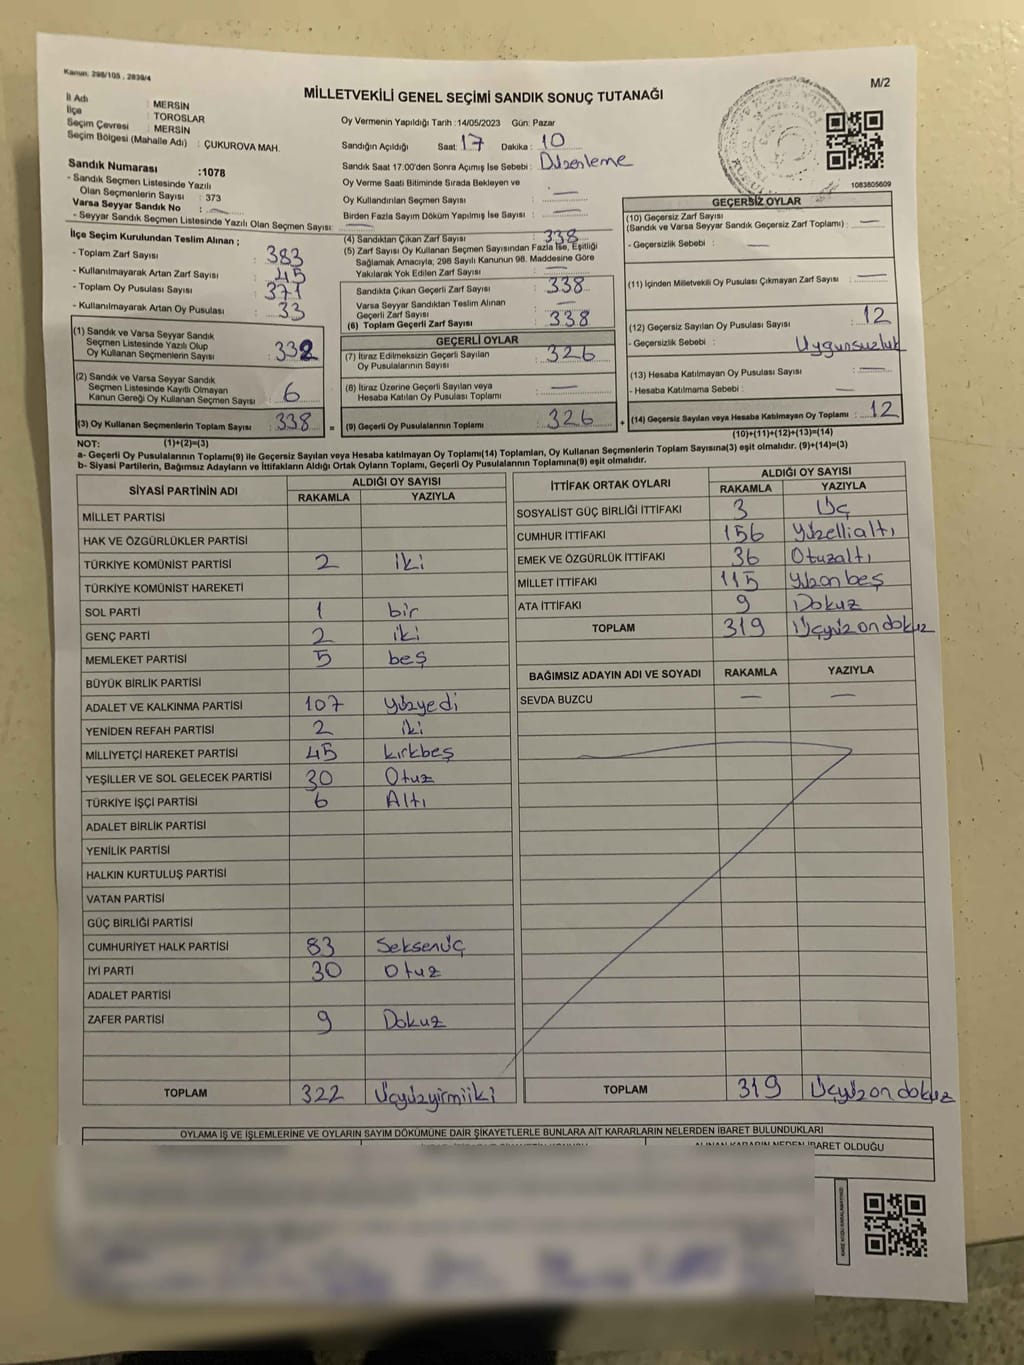 Kanun: 298/105 , 2839/4
M/2
MİLLETVEKİLİ GENEL SEÇİMİ SANDIK SONUÇ TUTANAĞI
İl Adı : MERSİN
İlçe : TOROSLAR
Seçim Çevresi : MERSİN
Seçim Bölgesi (Mahalle Adı) : ÇUKUROVA MAH.
Sandık Numarası :1078
- Sandık Seçmen Listesinde Yazılı
Olan Seçmenlerin Sayısı : 373
Varsa Seyyar Sandık No :
- Seyyar Sandık Seçmen Listesinde Yazılı Olan Seçmen Sayısı:
Oy Vermenin Yapıldığı Tarih :14/05/2023 Gün: Pazar
Sandığın Açıldığı Saat: 17 Dakika: 10
Sandık Saat 17:00'den Sonra Açılmış İse Sebebi : Düzenleme
Oy Verme Saati Bitiminde Sırada Bekleyen ve
Oy Kullandırılan Seçmen Sayısı : —
Birden Fazla Sayım Döküm Yapılmış İse Sayısı : —
1083805609
İlçe Seçim Kurulundan Teslim Alınan ;
- Toplam Zarf Sayısı : 383
- Kullanılmayarak Artan Zarf Sayısı : 45
- Toplam Oy Pusulası Sayısı : 371
- Kullanılmayarak Artan Oy Pusulası : 33
(1) Sandık ve Varsa Seyyar Sandık
Seçmen Listesinde Yazılı Olup
Oy Kullanan Seçmenlerin Sayısı : 332
(2) Sandık ve Varsa Seyyar Sandık
Seçmen Listesinde Kayıtlı Olmayan
Kanun Gereği Oy Kullanan Seçmen Sayısı : 6
(3) Oy Kullanan Seçmenlerin Toplam Sayısı : 338
(4) Sandıktan Çıkan Zarf Sayısı : 338
(5) Zarf Sayısı Oy Kullanan Seçmen Sayısından Fazla İse, Eşitliği
Sağlamak Amacıyla; 298 Sayılı Kanunun 98. Maddesine Göre
Yakılarak Yok Edilen Zarf Sayısı : —
Sandıkta Çıkan Geçerli Zarf Sayısı : 338
Varsa Seyyar Sandıktan Teslim Alınan
Geçerli Zarf Sayısı : —
(6) Toplam Geçerli Zarf Sayısı : 338
GEÇERLİ OYLAR
(7) İtiraz Edilmeksizin Geçerli Sayılan
Oy Pusulalarının Sayısı : 326
(8) İtiraz Üzerine Geçerli Sayılan veya
Hesaba Katılan Oy Pusulası Toplamı : —
= (9) Geçerli Oy Pusulalarının Toplamı : 326
GEÇERSİZ OYLAR
(10) Geçersiz Zarf Sayısı
(Sandık ve Varsa Seyyar Sandık Geçersiz Zarf Toplamı) : —
- Geçersizlik Sebebi : —
(11) İçinden Milletvekili Oy Pusulası Çıkmayan Zarf Sayısı : —
(12) Geçersiz Sayılan Oy Pusulası Sayısı : 12
- Geçersizlik Sebebi : Uygunsuzluk
(13) Hesaba Katılmayan Oy Pusulası Sayısı : —
- Hesaba Katılmama Sebebi : —
+ (14) Geçersiz Sayılan veya Hesaba Katılmayan Oy Toplamı : 12
NOT: (1)+(2)=(3)
(10)+(11)+(12)+(13)=(14)
a- Geçerli Oy Pusulalarının Toplamı(9) ile Geçersiz Sayılan veya Hesaba katılmayan Oy Toplamı(14) Toplamları, Oy Kullanan Seçmenlerin Toplam Sayısına(3) eşit olmalıdır. (9)+(14)=(3)
b- Siyasi Partilerin, Bağımsız Adayların ve İttifakların Aldığı Ortak Oyların Toplamı, Geçerli Oy Pusulalarının Toplamına(9) eşit olmalıdır.
SİYASİ PARTİNİN ADI ALDIĞI OY SAYISI
RAKAMLA YAZIYLA
MİLLET PARTİSİ
HAK VE ÖZGÜRLÜKLER PARTİSİ
TÜRKİYE KOMÜNİST PARTİSİ 2 iki
TÜRKİYE KOMÜNİST HAREKETİ
SOL PARTİ 1 bir
GENÇ PARTİ 2 iki
MEMLEKET PARTİSİ 5 beş
BÜYÜK BİRLİK PARTİSİ
ADALET VE KALKINMA PARTİSİ 107 yüzyedi
YENİDEN REFAH PARTİSİ 2 iki
MİLLİYETÇİ HAREKET PARTİSİ 45 kırkbeş
YEŞİLLER VE SOL GELECEK PARTİSİ 30 Otuz
TÜRKİYE İŞÇİ PARTİSİ 6 Altı
ADALET BİRLİK PARTİSİ
YENİLİK PARTİSİ
HALKIN KURTULUŞ PARTİSİ
VATAN PARTİSİ
GÜÇ BİRLİĞİ PARTİSİ
CUMHURİYET HALK PARTİSİ 83 Seksenüç
İYİ PARTİ 30 Otuz
ADALET PARTİSİ
ZAFER PARTİSİ 9 Dokuz
TOPLAM 322 Üçyüzyirmiiki
İTTİFAK ORTAK OYLARI ALDIĞI OY SAYISI
RAKAMLA YAZIYLA
SOSYALİST GÜÇ BİRLİĞİ İTTİFAKI 3 Üç
CUMHUR İTTİFAKI 156 Yüzellialtı
EMEK VE ÖZGÜRLÜK İTTİFAKI 36 Otuzaltı
MİLLET İTTİFAKI 115 Yüzonbeş
ATA İTTİFAKI 9 Dokuz
TOPLAM 319 Üçyüzondokuz
BAĞIMSIZ ADAYIN ADI VE SOYADI RAKAMLA YAZIYLA
SEVDA BUZCU — —
TOPLAM 319 Üçyüzondokuz
OYLAMA İŞ VE İŞLEMLERİNE VE OYLARIN SAYIM DÖKÜMÜNE DAİR ŞİKAYETLERLE BUNLARA AİT KARARLARIN NELERDEN İBARET BULUNDUKLARI
ALINAN KARARIN NEDEN İBARET OLDUĞU